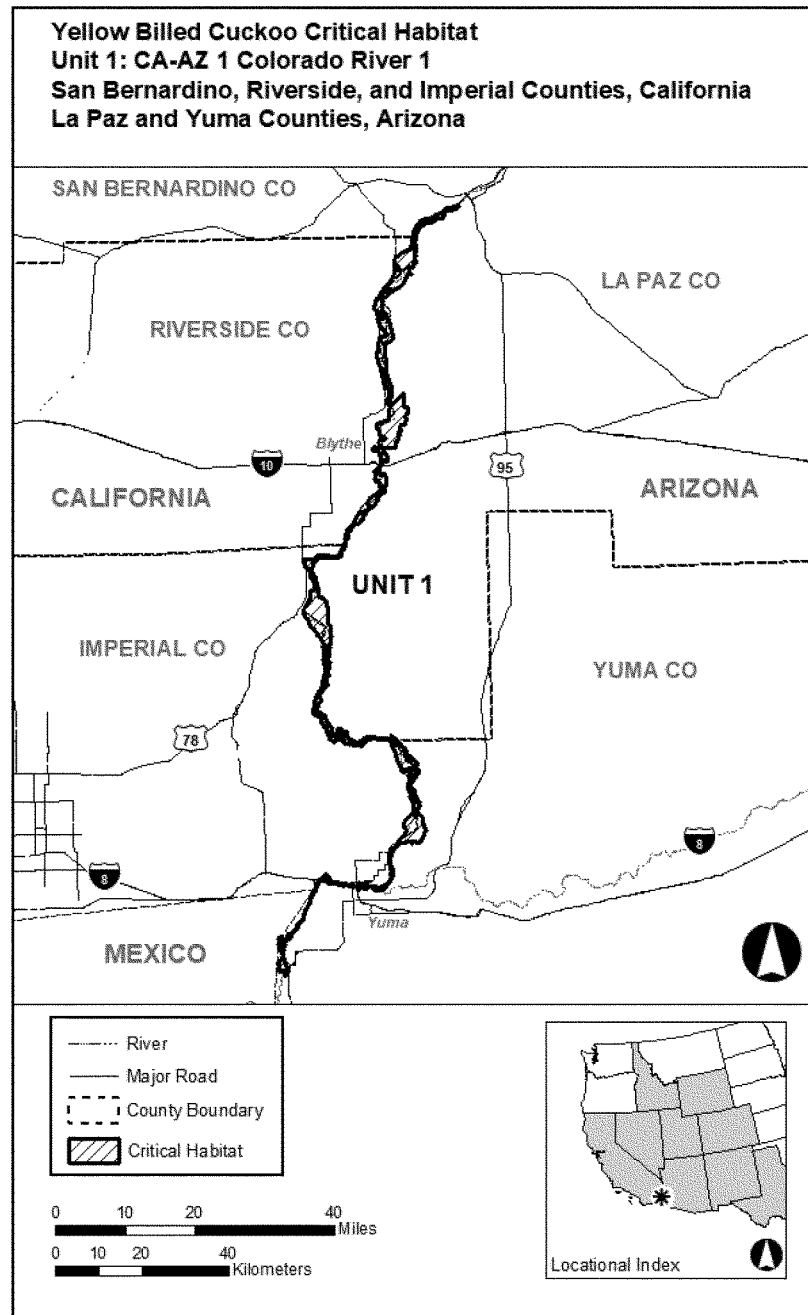 Yellow Billed Cuckoo Critical Habitat
Unit 1: CA-AZ 1 Colorado River 1
San Bernardino, Riverside, and Imperial Counties, California
La Paz and Yuma Counties, Arizona
SAN BERNARDINO CO
LA PAZ CO
RIVERSIDE CO
Blythe
10
95
CALIFORNIA
ARIZONA
UNIT 1
IMPERIAL CO
YUMA CO
78
8
8
Yuma
MEXICO
River
Major Road
County Boundary
Critical Habitat
0 10 20 40
Miles
0 10 20 40
Kilometers
Locational Index